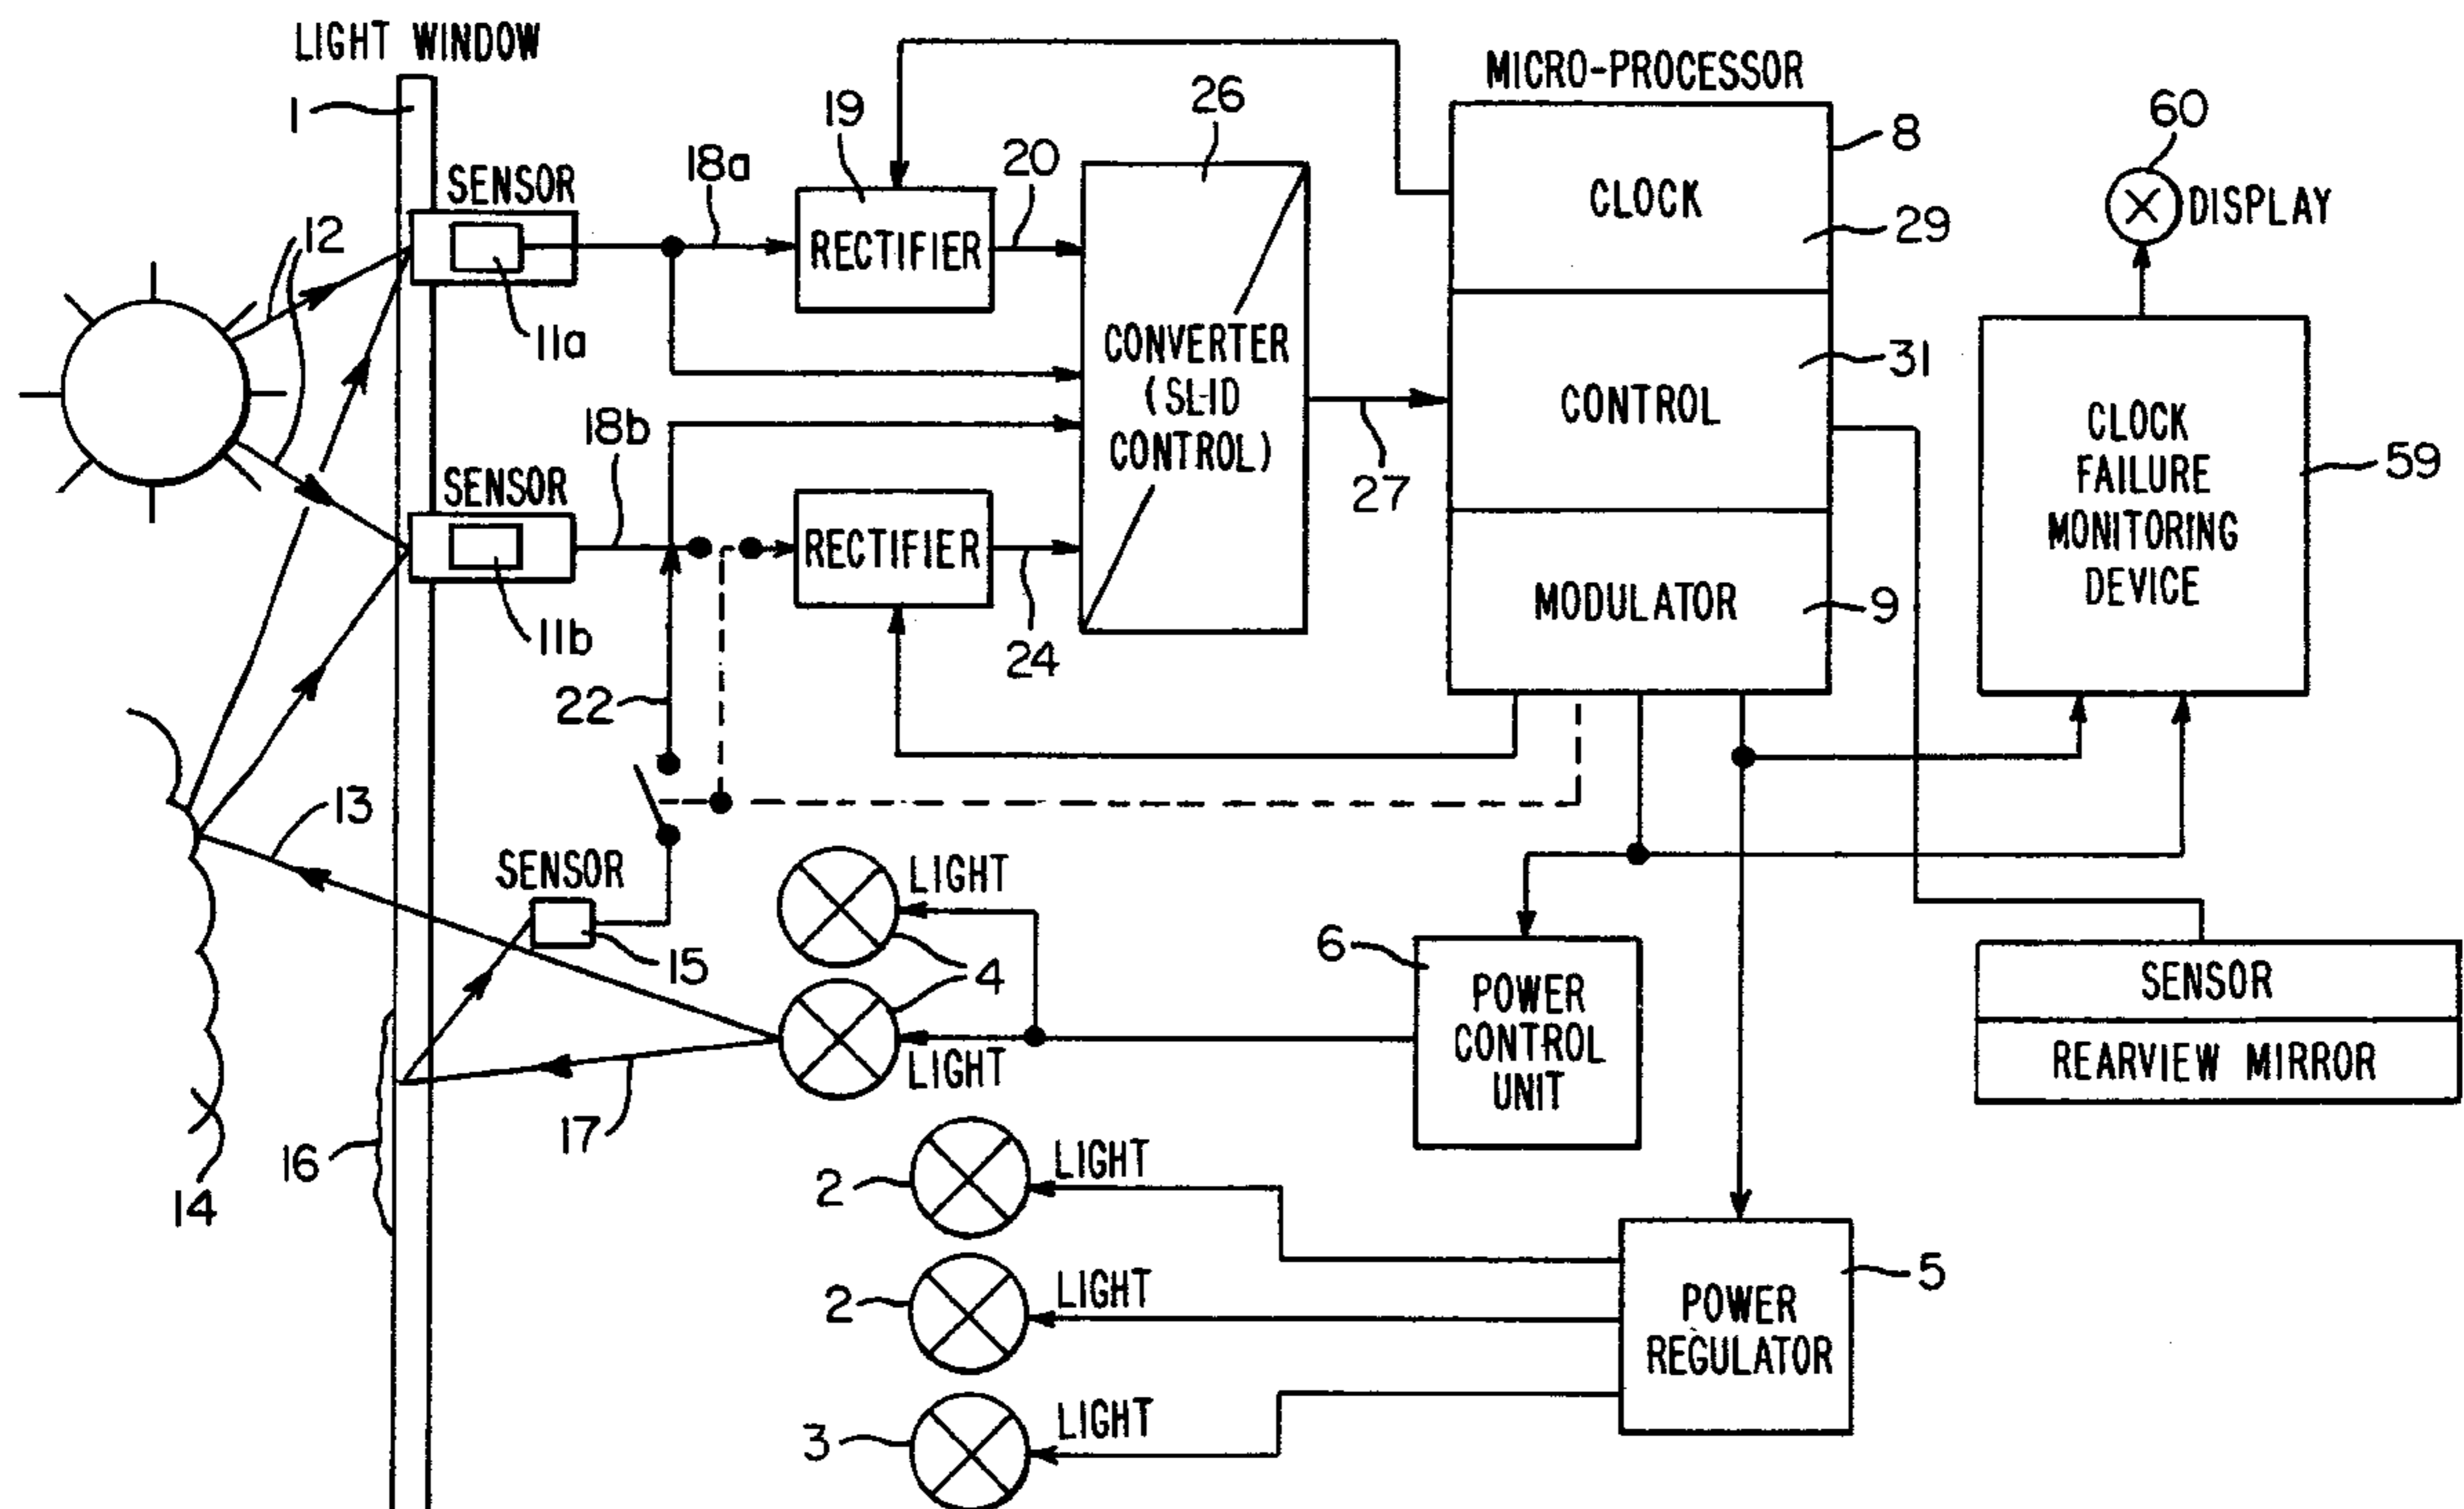 LIGHT WINDOW
1
SENSOR
12
11a
18a
19
RECTIFIER
20
26
CONVERTER
(SLID
CONTROL)
27
MICRO-PROCESSOR
8
CLOCK
29
CONTROL
31
MODULATOR
9
60
DISPLAY
CLOCK
FAILURE
MONITORING
DEVICE
59
SENSOR
18b
11b
RECTIFIER
24
22
13
14
SENSOR
15
16
17
LIGHT
4
LIGHT
6
POWER
CONTROL
UNIT
SENSOR
REARVIEW MIRROR
2
LIGHT
2
LIGHT
3
LIGHT
POWER
REGULATOR
5